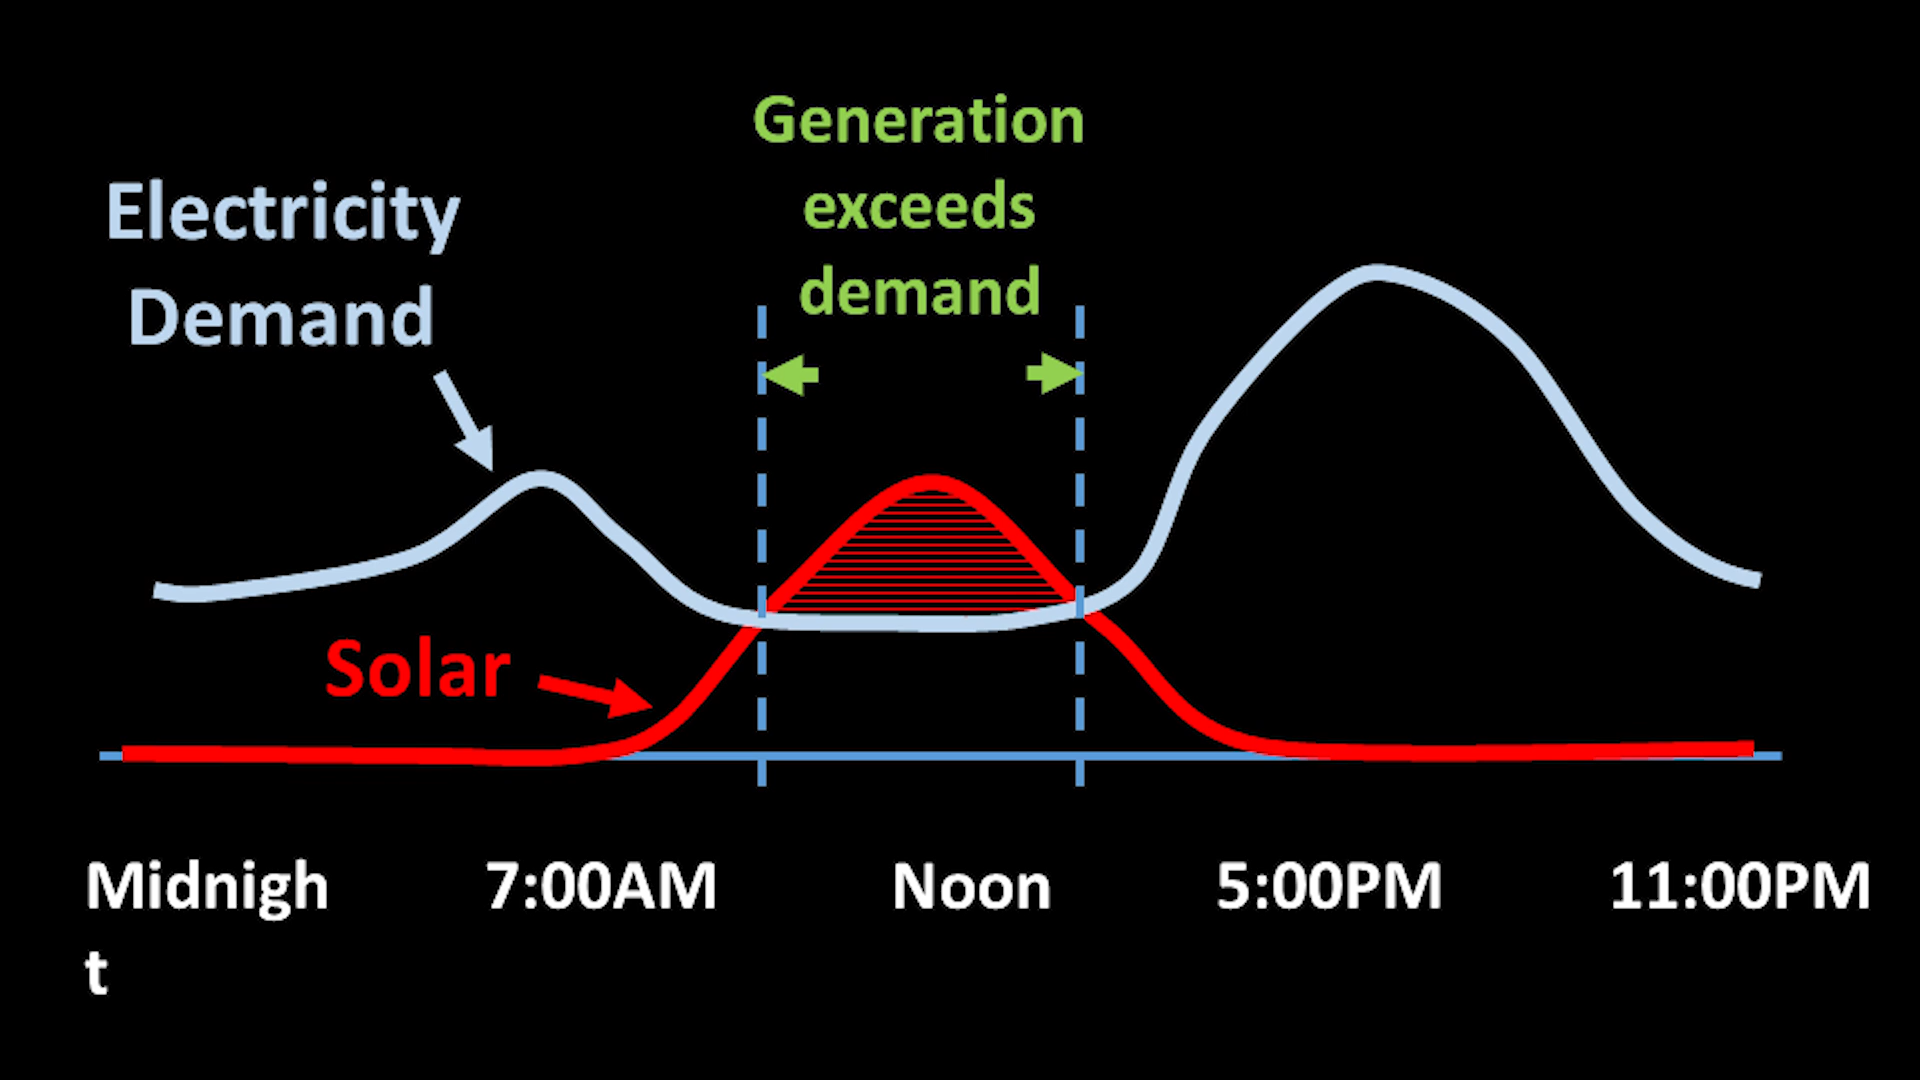 Generation
exceeds
demand
Electricity
Demand
Solar
Midnigh
t
7:00AM
Noon
5:00PM
11:00PM